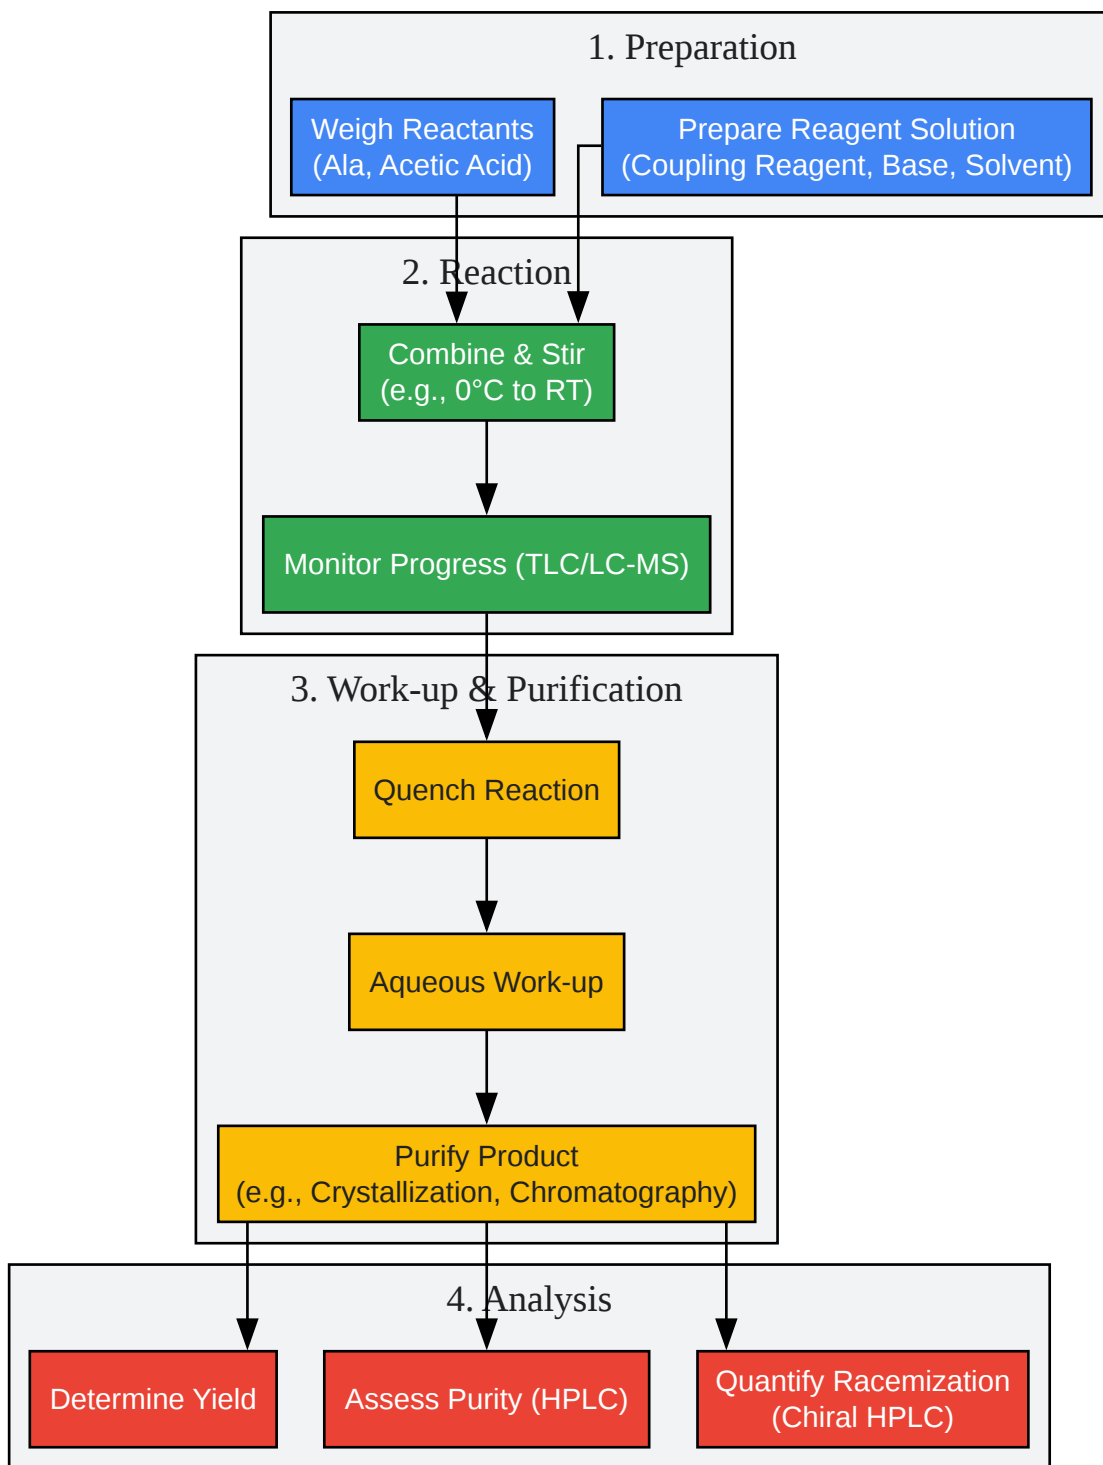 1. Preparation
Weigh Reactants
(Ala, Acetic Acid)
Prepare Reagent Solution
(Coupling Reagent, Base, Solvent)
2. Reaction
Combine & Stir
(e.g., 0°C to RT)
Monitor Progress (TLC/LC-MS)
3. Work-up & Purification
Quench Reaction
Aqueous Work-up
Purify Product
(e.g., Crystallization, Chromatography)
4. Analysis
Determine Yield
Assess Purity (HPLC)
Quantify Racemization
(Chiral HPLC)